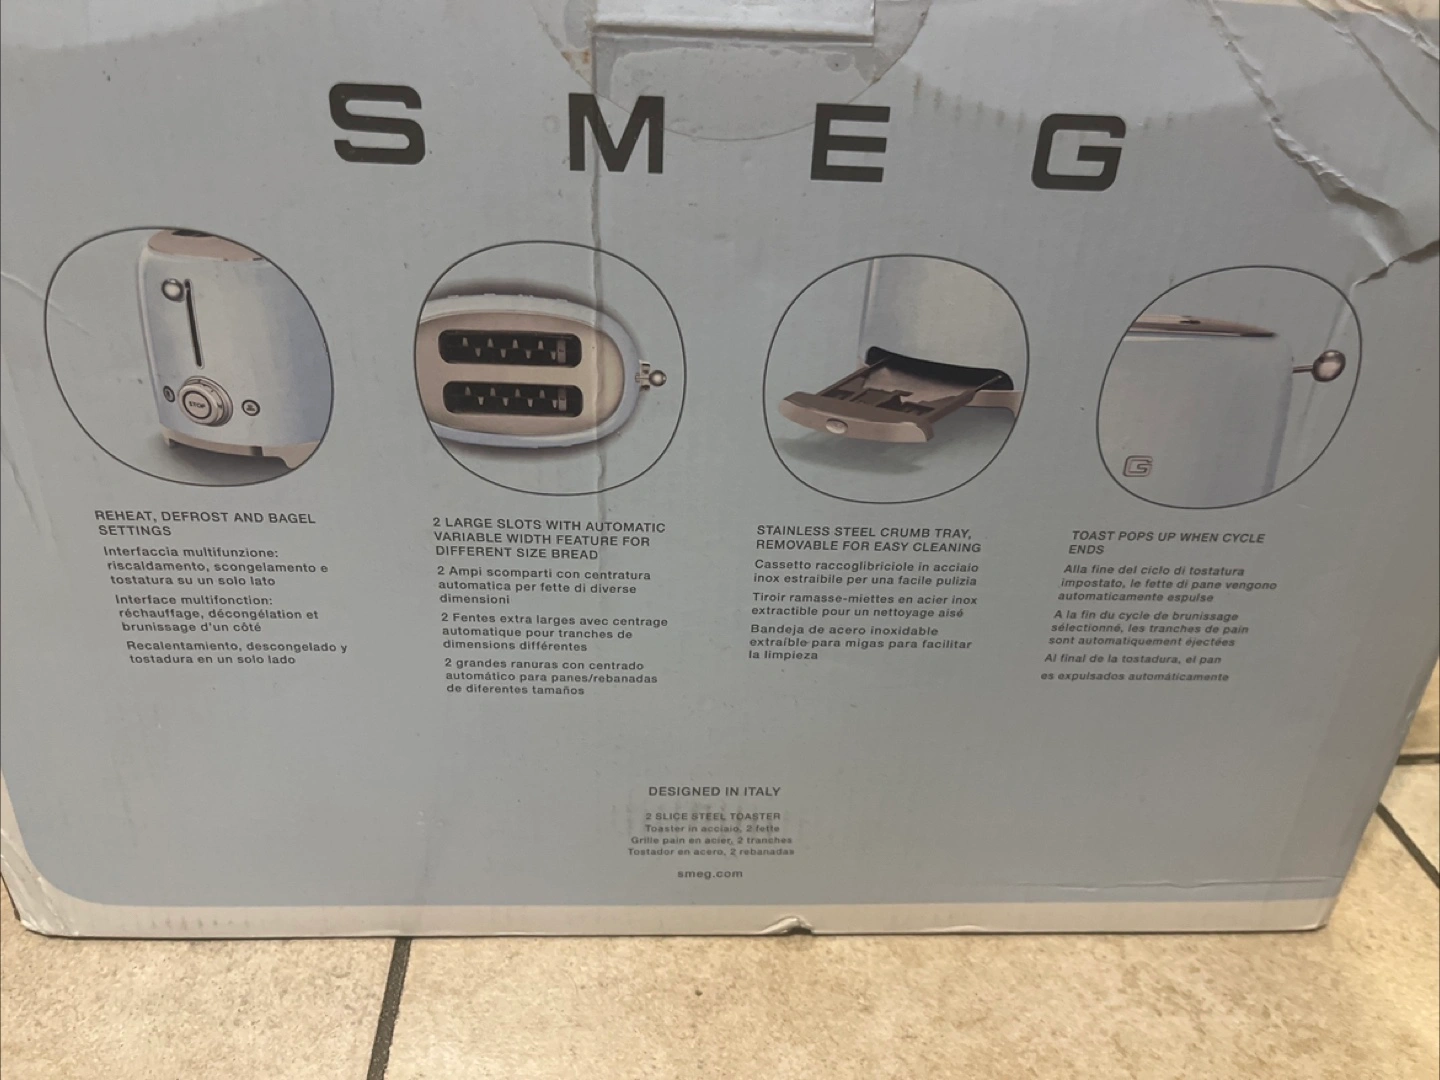 SMEG
STOP
G
REHEAT, DEFROST AND BAGEL
SETTINGS
Interfaccia multifunzione:
riscaldamento, scongelamento e
tostatura su un solo lato
Interface multifonction:
réchauffage, décongélation et
brunissage d'un côté
Recalentamiento, descongelado y
tostadura en un solo lado
2 LARGE SLOTS WITH AUTOMATIC
VARIABLE WIDTH FEATURE FOR
DIFFERENT SIZE BREAD
2 Ampi scomparti con centratura
automatica per fette di diverse
dimensioni
2 Fentes extra larges avec centrage
automatique pour tranches de
dimensions différentes
2 grandes ranuras con centrado
automático para panes/rebanadas
de diferentes tamaños
STAINLESS STEEL CRUMB TRAY,
REMOVABLE FOR EASY CLEANING
Cassetto raccoglibriciole in acciaio
inox estraibile per una facile pulizia
Tiroir ramasse-miettes en acier inox
extractible pour un nettoyage aisé
Bandeja de acero inoxidable
extraíble para migas para facilitar
la limpieza
TOAST POPS UP WHEN CYCLE
ENDS
Alla fine del ciclo di tostatura
impostato, le fette di pane vengono
automaticamente espulse
A la fin du cycle de brunissage
sélectionné, les tranches de pain
sont automatiquement éjectées
Al final de la tostadura, el pan
es expulsados automáticamente
DESIGNED IN ITALY
2 SLICE STEEL TOASTER
Toaster in acciaio, 2 fette
Grille pain en acier, 2 tranches
Tostador en acero, 2 rebanadas
smeg.com